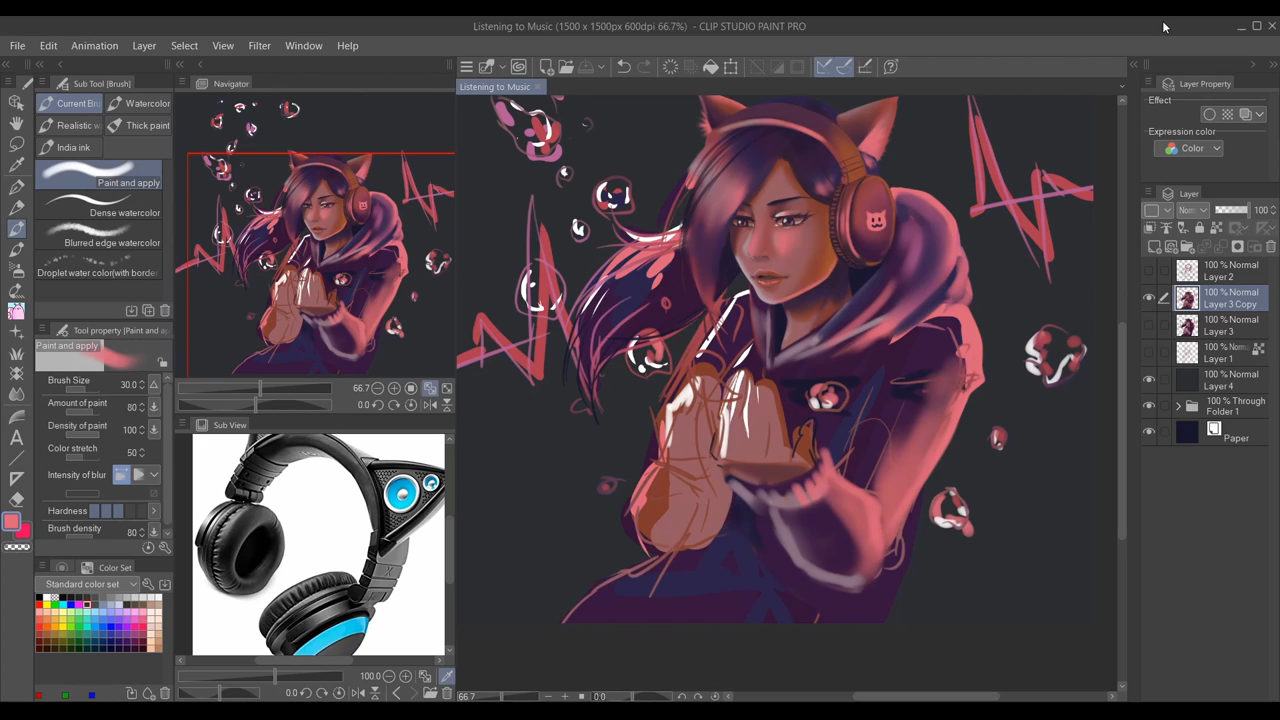 Listening to Music (1500 x 1500px 600dpi 66.7%) - CLIP STUDIO PAINT PRO
File Edit Animation Layer Select View Filter Window Help
Sub Tool [Brush]
Navigator
Listening to Music
Layer Property
Current Br
Watercolor
Realistic w
Thick paint
India ink
Paint and apply
Dense watercolor
Blurred edge watercolor
Droplet water color(with border
Effect
Expression color
Color
Layer
Norm 100
100 % Normal
Layer 2
100 % Normal
Layer 3 Copy
100 % Normal
Layer 3
100 % Normal
Layer 1
100 % Normal
Layer 4
100 % Through
Folder 1
Paper
Tool property [Paint and ap
Paint and apply
Brush Size 30.0
Amount of paint 80
Density of paint 100
Color stretch 50
Intensity of blur
Hardness
Brush density 80
66.7
0.0
Sub View
Color Set
Standard color set
100.0
0.0
66.7 0.0